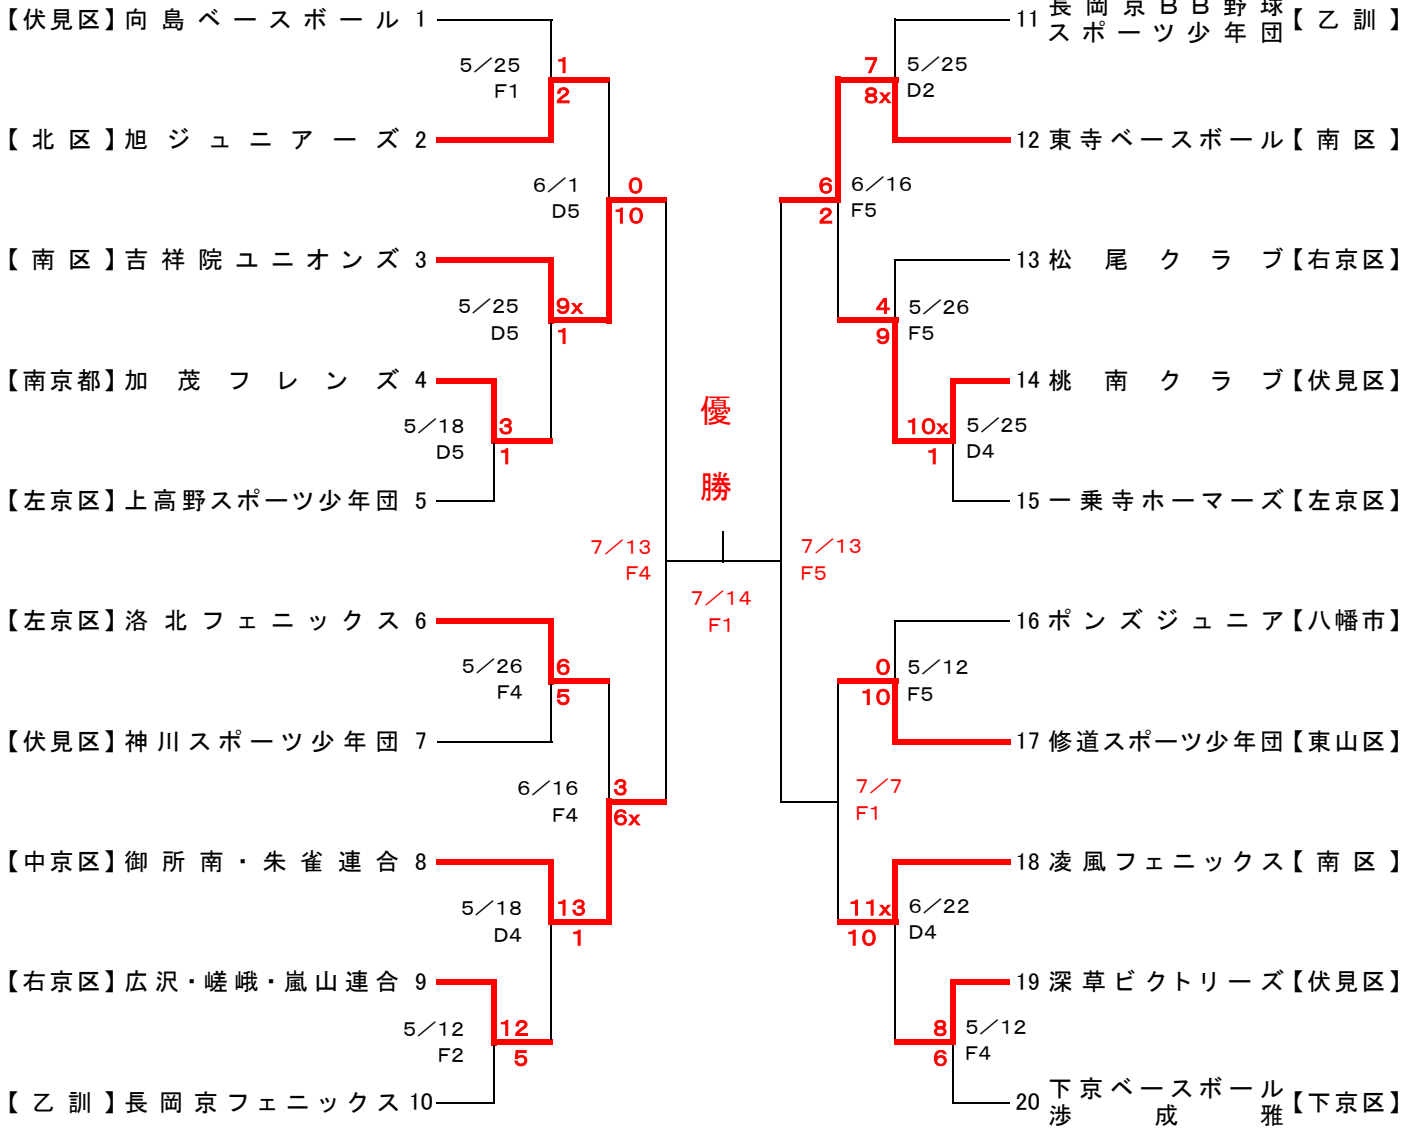 【伏見区】向島ベースボール 1
5／25 1
F1 2
【北区】旭ジュニアーズ 2
6／1 0
D5 10
【南区】吉祥院ユニオンズ 3
5／25 9x
D5 1
【南京都】加茂フレンズ 4
5／18 3
D5 1
【左京区】上高野スポーツ少年団 5
【左京区】洛北フェニックス 6
5／26 6
F4 5
【伏見区】神川スポーツ少年団 7
6／16 3
F4 6x
【中京区】御所南・朱雀連合 8
5／18 13
D4 1
【右京区】広沢・嵯峨・嵐山連合 9
5／12 12
F2 5
【乙訓】長岡京フェニックス 10
優
勝
7／13
F4
7／14
F1
7／13
F5
11 長岡京BB野球
スポーツ少年団【乙訓】
7 5／25
8x D2
12 東寺ベースボール【南区】
6 6／16
2 F5
13 松尾クラブ【右京区】
4 5／26
9 F5
14 桃南クラブ【伏見区】
10x 5／25
1 D4
15 一乗寺ホーマーズ【左京区】
16 ポンズジュニア【八幡市】
0 5／12
10 F5
17 修道スポーツ少年団【東山区】
7／7
F1
18 凌風フェニックス【南区】
11x 6／22
10 D4
19 深草ビクトリーズ【伏見区】
8 5／12
6 F4
20 下京ベースボール
渉成雅【下京区】